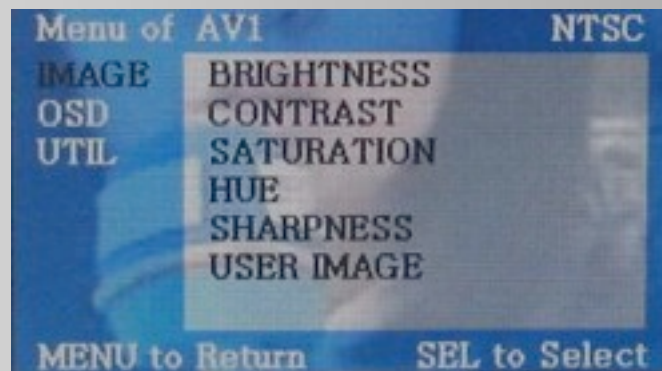 Menu of AV1 NTSC
IMAGE BRIGHTNESS
OSD CONTRAST
UTIL SATURATION
HUE
SHARPNESS
USER IMAGE
MENU to Return SEL to Select